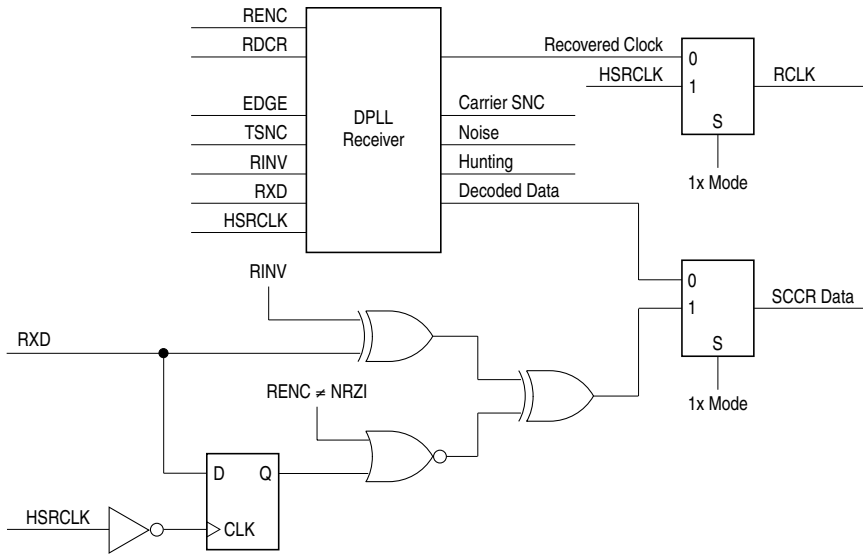 RENC
RDCR
EDGE
TSNC
RINV
RXD
HSRCLK
DPLL
Receiver
Recovered Clock
Carrier SNC
Noise
Hunting
Decoded Data
HSRCLK
0
1
S
RCLK
1x Mode
0
1
S
SCCR Data
1x Mode
RINV
RXD
RENC ≠ NRZI
D Q
CLK
HSRCLK